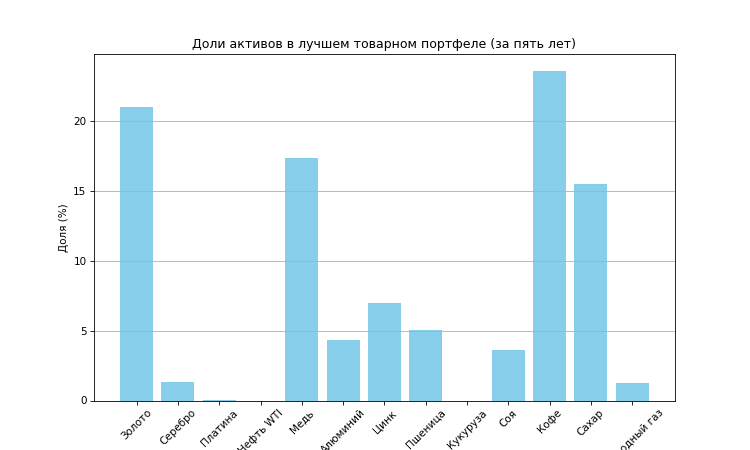 Доли активов в лучшем товарном портфеле (за пять лет)
Доля (%)
20
15
10
5
0
Золото
Серебро
Платина
Нефть WTI
Медь
Алюминий
Цинк
Пшеница
Кукуруза
Соя
Кофе
Сахар
газ